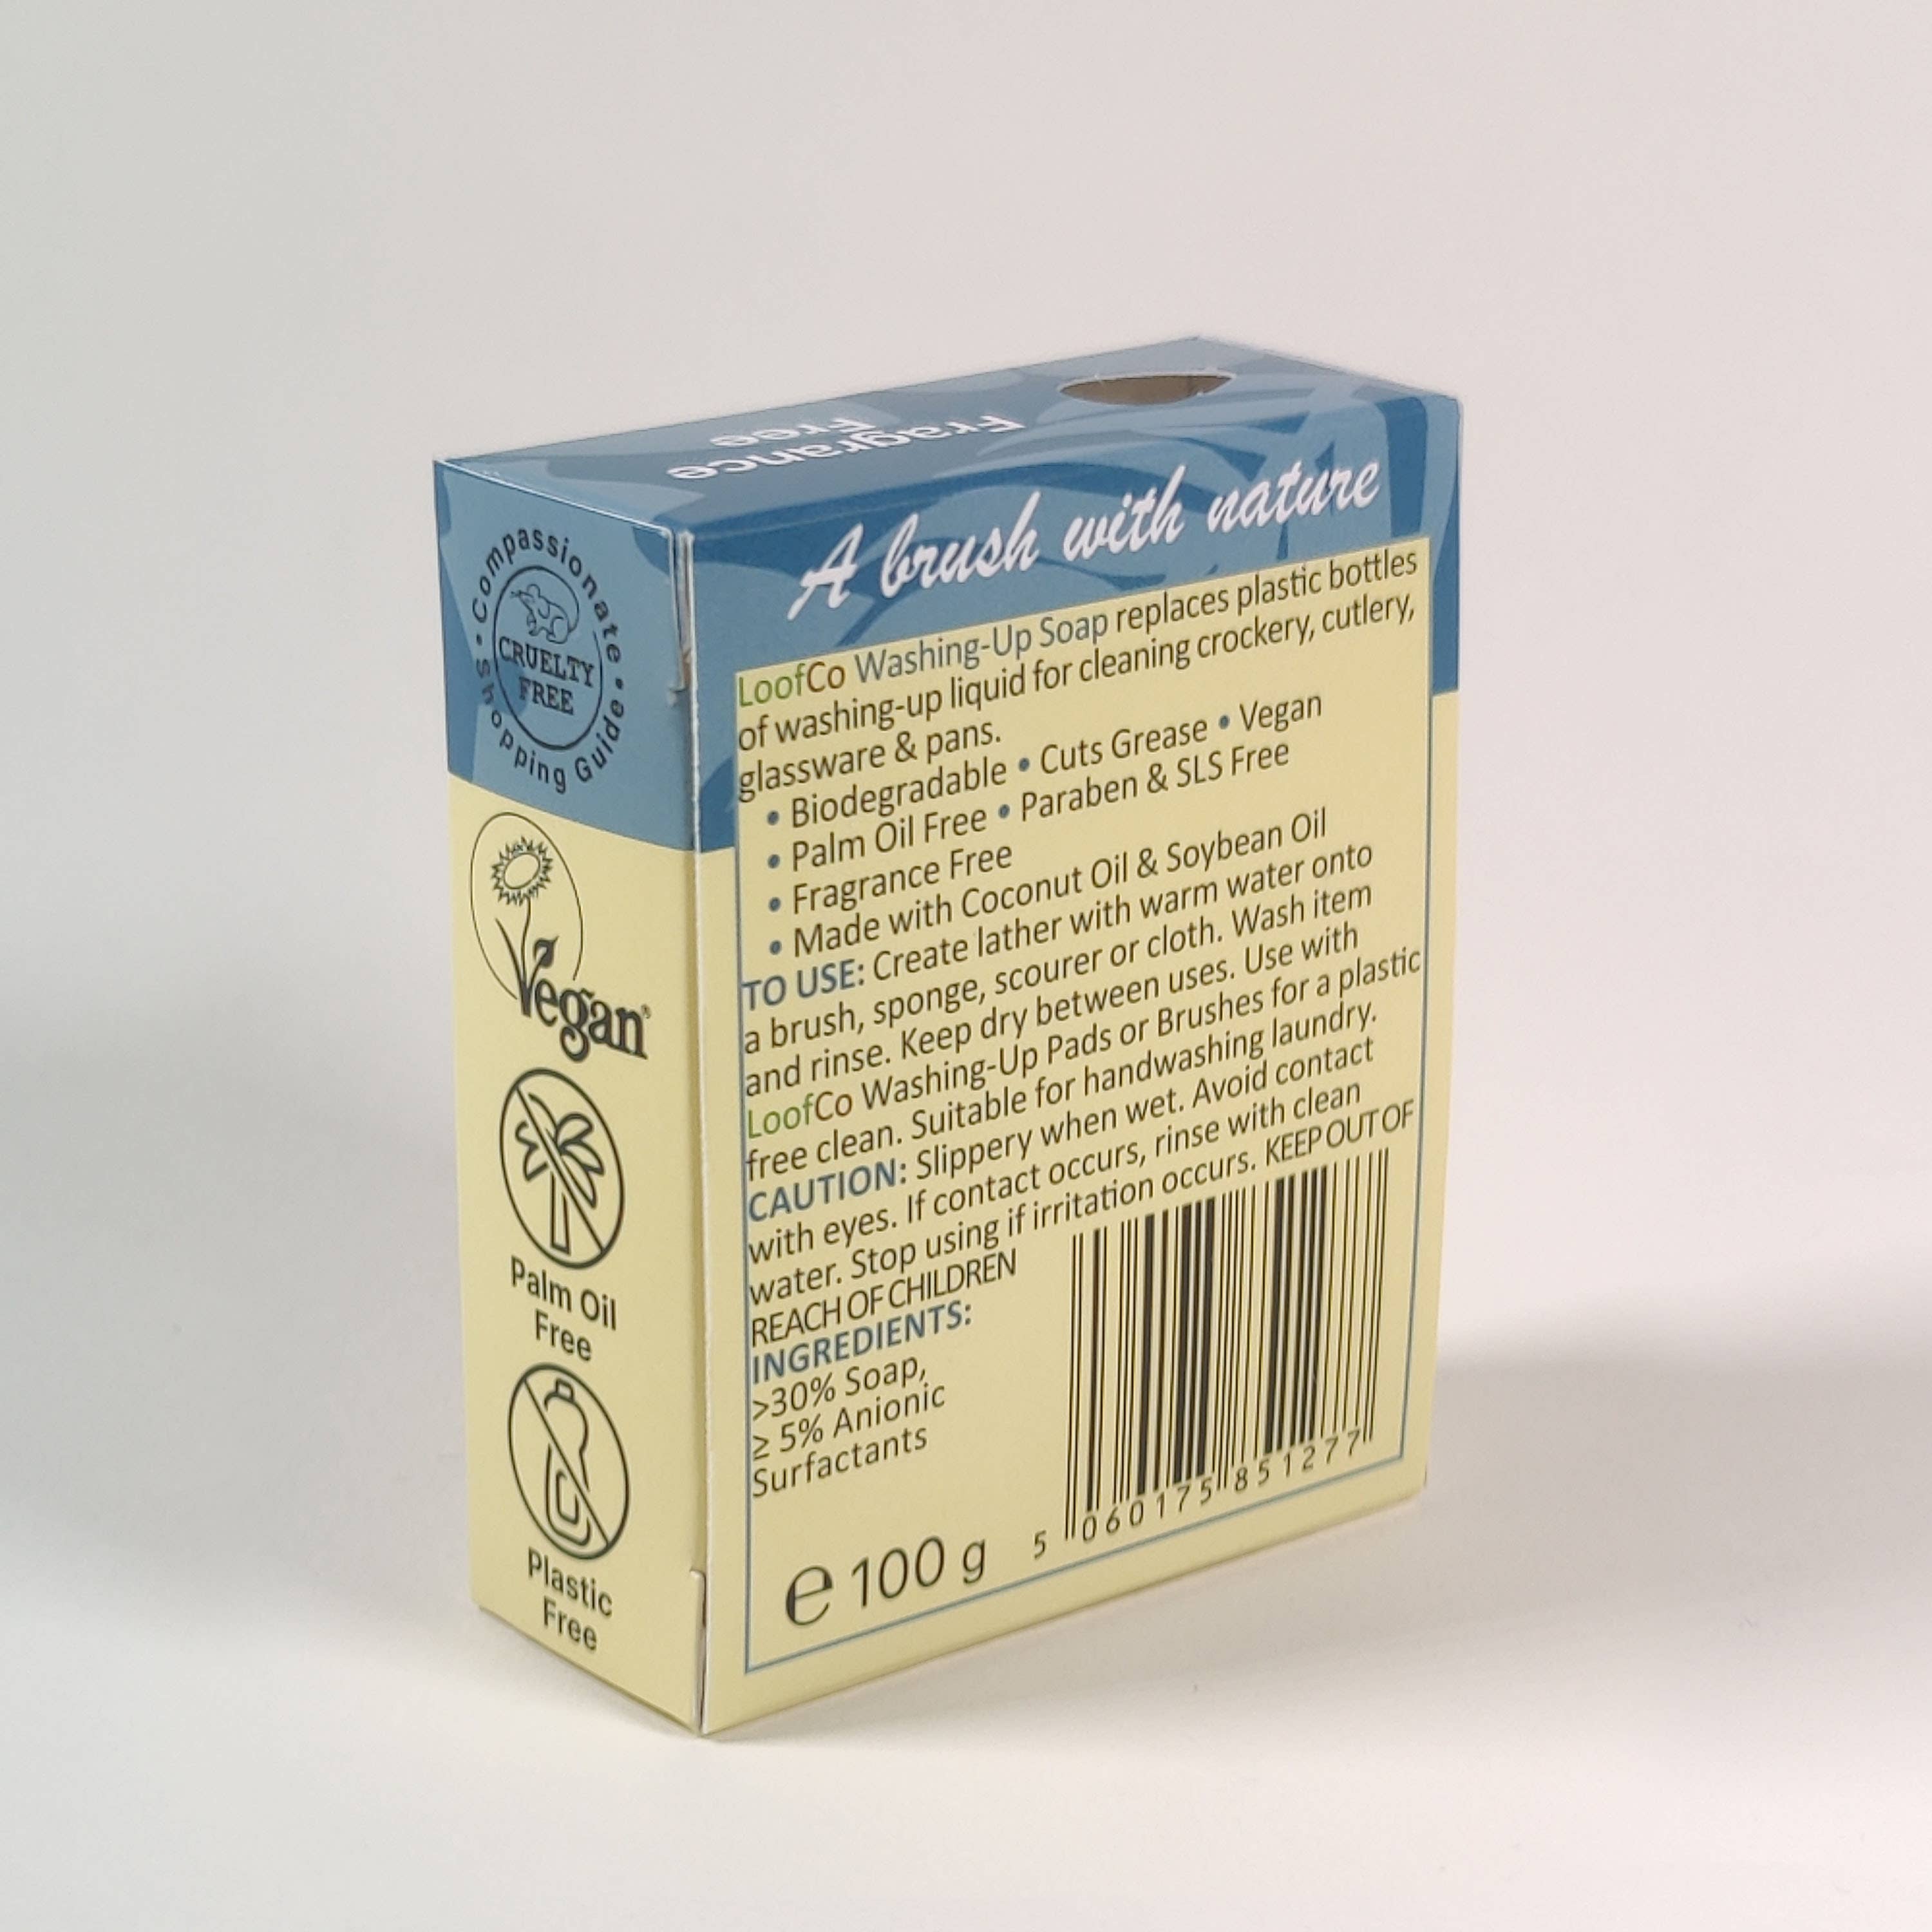 Fragrance
Free
A brush with nature
LoofCo Washing-Up Soap replaces plastic bottles
of washing-up liquid for cleaning crockery, cutlery,
glassware & pans.
• Biodegradable • Cuts Grease • Vegan
• Palm Oil Free • Paraben & SLS Free
• Fragrance Free
• Made with Coconut Oil & Soybean Oil
TO USE: Create lather with warm water onto
a brush, sponge, scourer or cloth. Wash item
and rinse. Keep dry between uses. Use with
LoofCo Washing-Up Pads or Brushes for a plastic
free clean. Suitable for handwashing laundry.
CAUTION: Slippery when wet. Avoid contact
with eyes. If contact occurs, rinse with clean
water. Stop using if irritation occurs. KEEP OUT OF
REACH OF CHILDREN
INGREDIENTS:
>30% Soap,
≥ 5% Anionic
Surfactants
℮ 100 g
5 060175 851277
• Compassionate •
Shopping Guide
CRUELTY
FREE
Vegan®
Palm Oil
Free
Plastic
Free